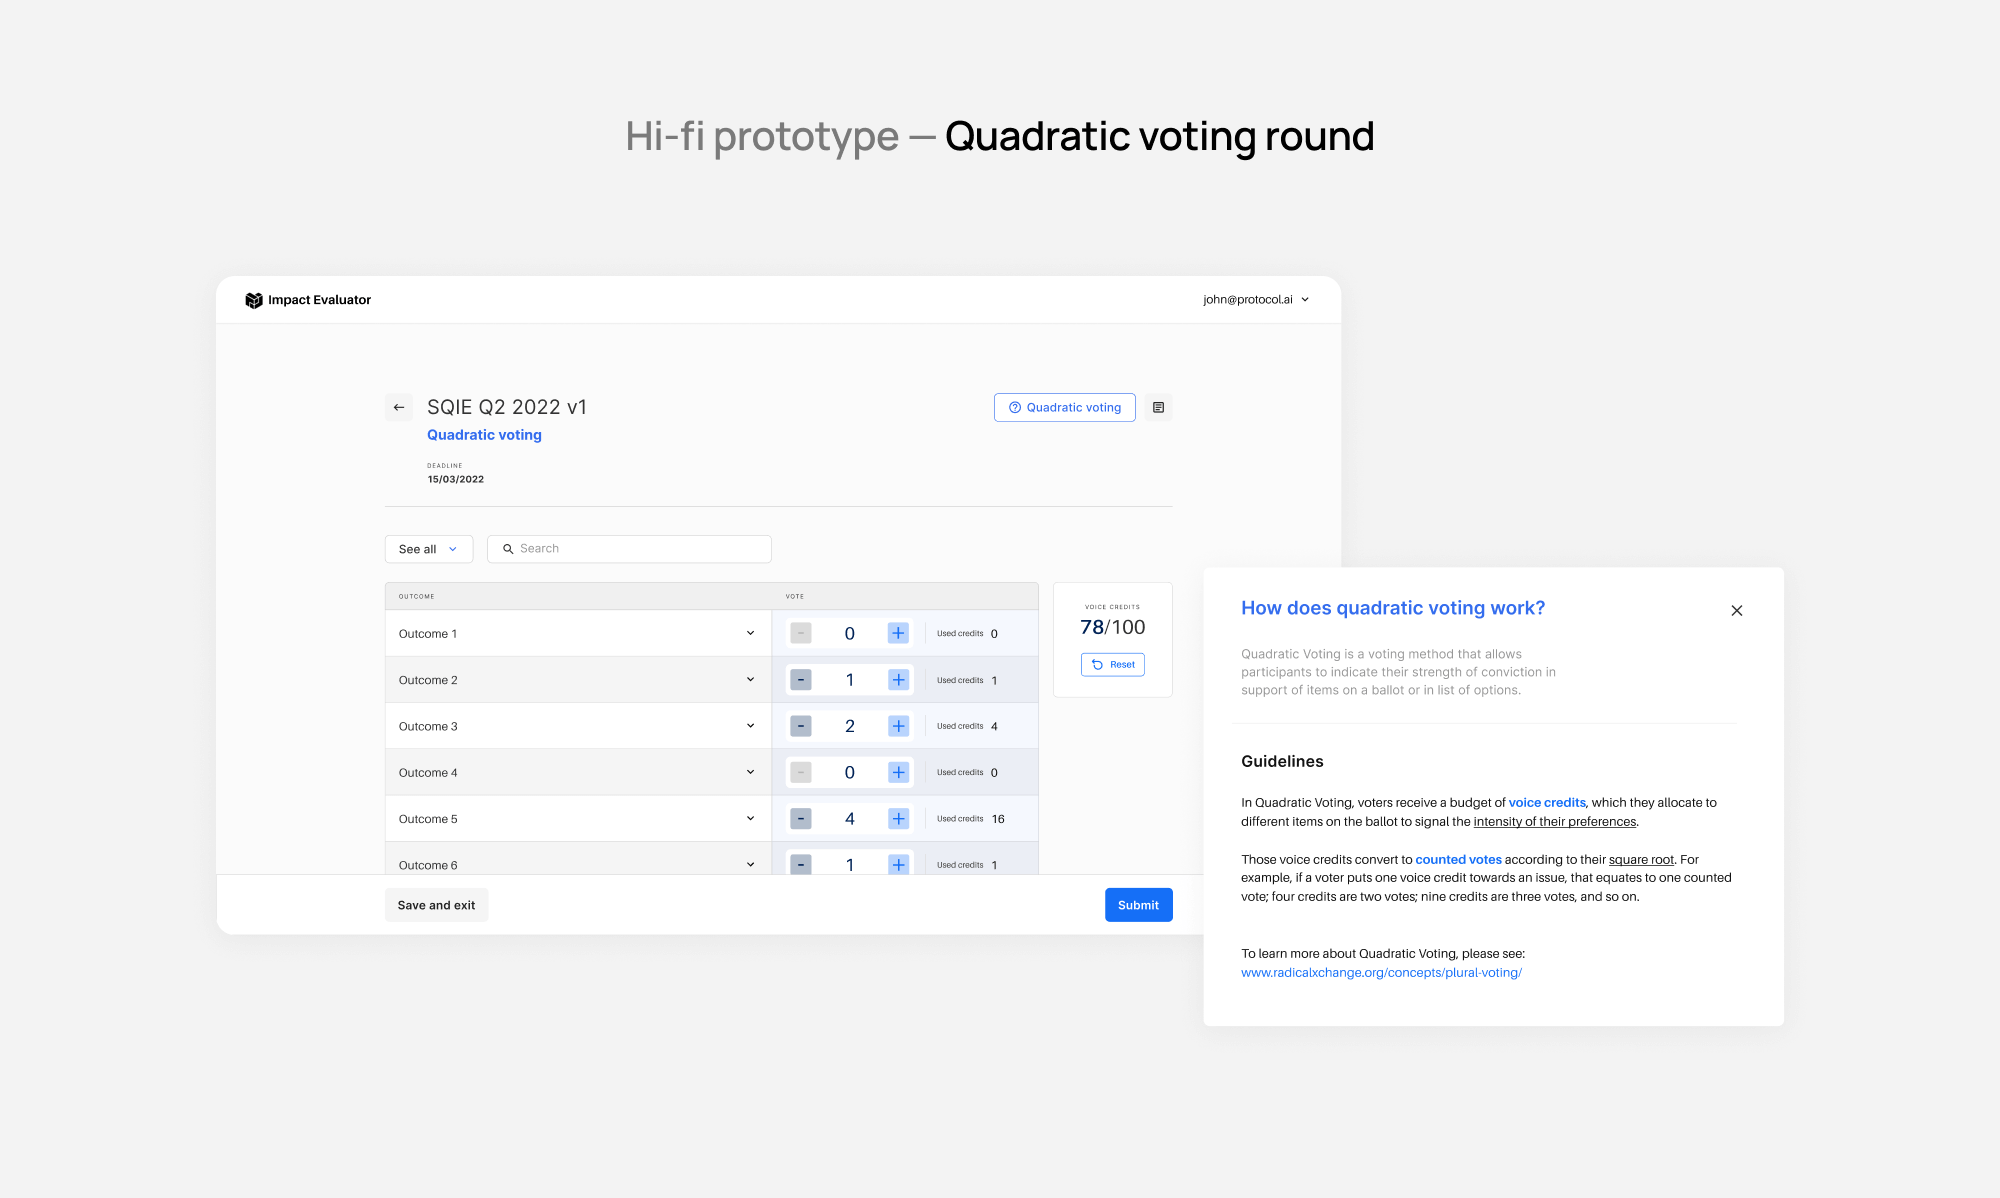 Hi-fi prototype — Quadratic voting round
Impact Evaluator
john@protocol.ai
SQIE Q2 2022 v1
Quadratic voting
Quadratic voting
DEADLINE
15/03/2022
See all
Search
OUTCOME
VOTE
Outcome 1
- 0 + Used credits 0
Outcome 2
- 1 + Used credits 1
Outcome 3
- 2 + Used credits 4
Outcome 4
- 0 + Used credits 0
Outcome 5
- 4 + Used credits 16
Outcome 6
- 1 + Used credits 1
VOICE CREDITS
78/100
Reset
Save and exit
Submit
How does quadratic voting work?
Quadratic Voting is a voting method that allows
participants to indicate their strength of conviction in
support of items on a ballot or in list of options.
Guidelines
In Quadratic Voting, voters receive a budget of voice credits, which they allocate to
different items on the ballot to signal the intensity of their preferences.
Those voice credits convert to counted votes according to their square root. For
example, if a voter puts one voice credit towards an issue, that equates to one counted
vote; four credits are two votes; nine credits are three votes, and so on.
To learn more about Quadratic Voting, please see:
www.radicalxchange.org/concepts/plural-voting/